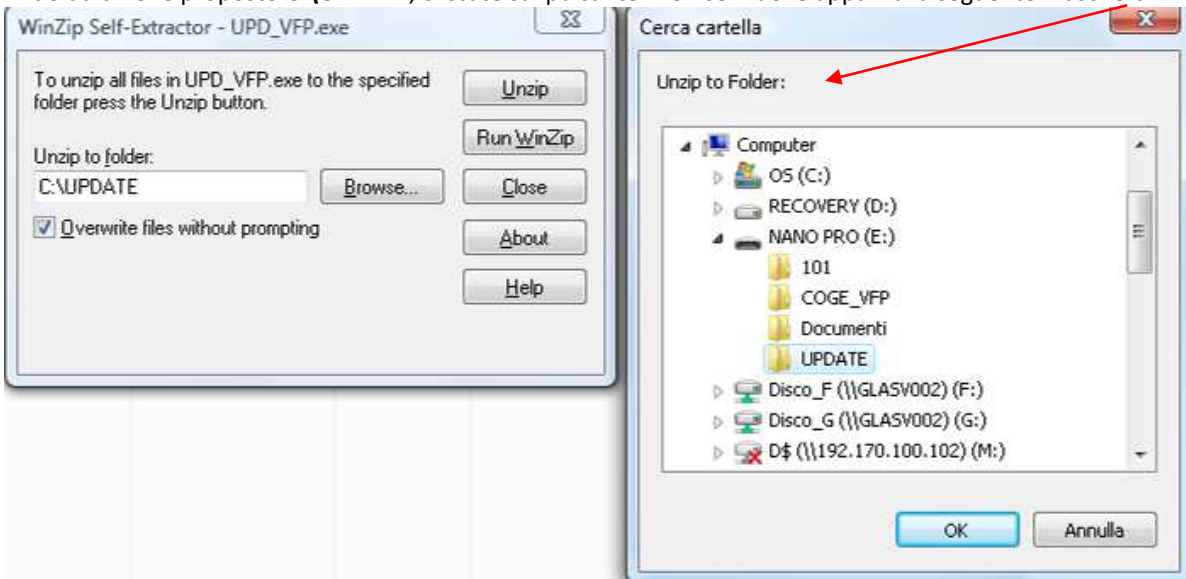 WinZip Self-Extractor - UPD_VFP.exe
To unzip all files in UPD_VFP.exe to the specified
folder press the Unzip button.
Unzip to folder:
C:\UPDATE
Browse...
Overwrite files without prompting
Unzip
Run WinZip
Close
About
Help
Cerca cartella
Unzip to Folder:
Computer
OS (C:)
RECOVERY (D:)
NANO PRO (E:)
101
COGE_VFP
Documenti
UPDATE
Disco_F (\\GLASV002) (F:)
Disco_G (\\GLASV002) (G:)
D$ (\\192.170.100.102) (M:)
OK
Annulla